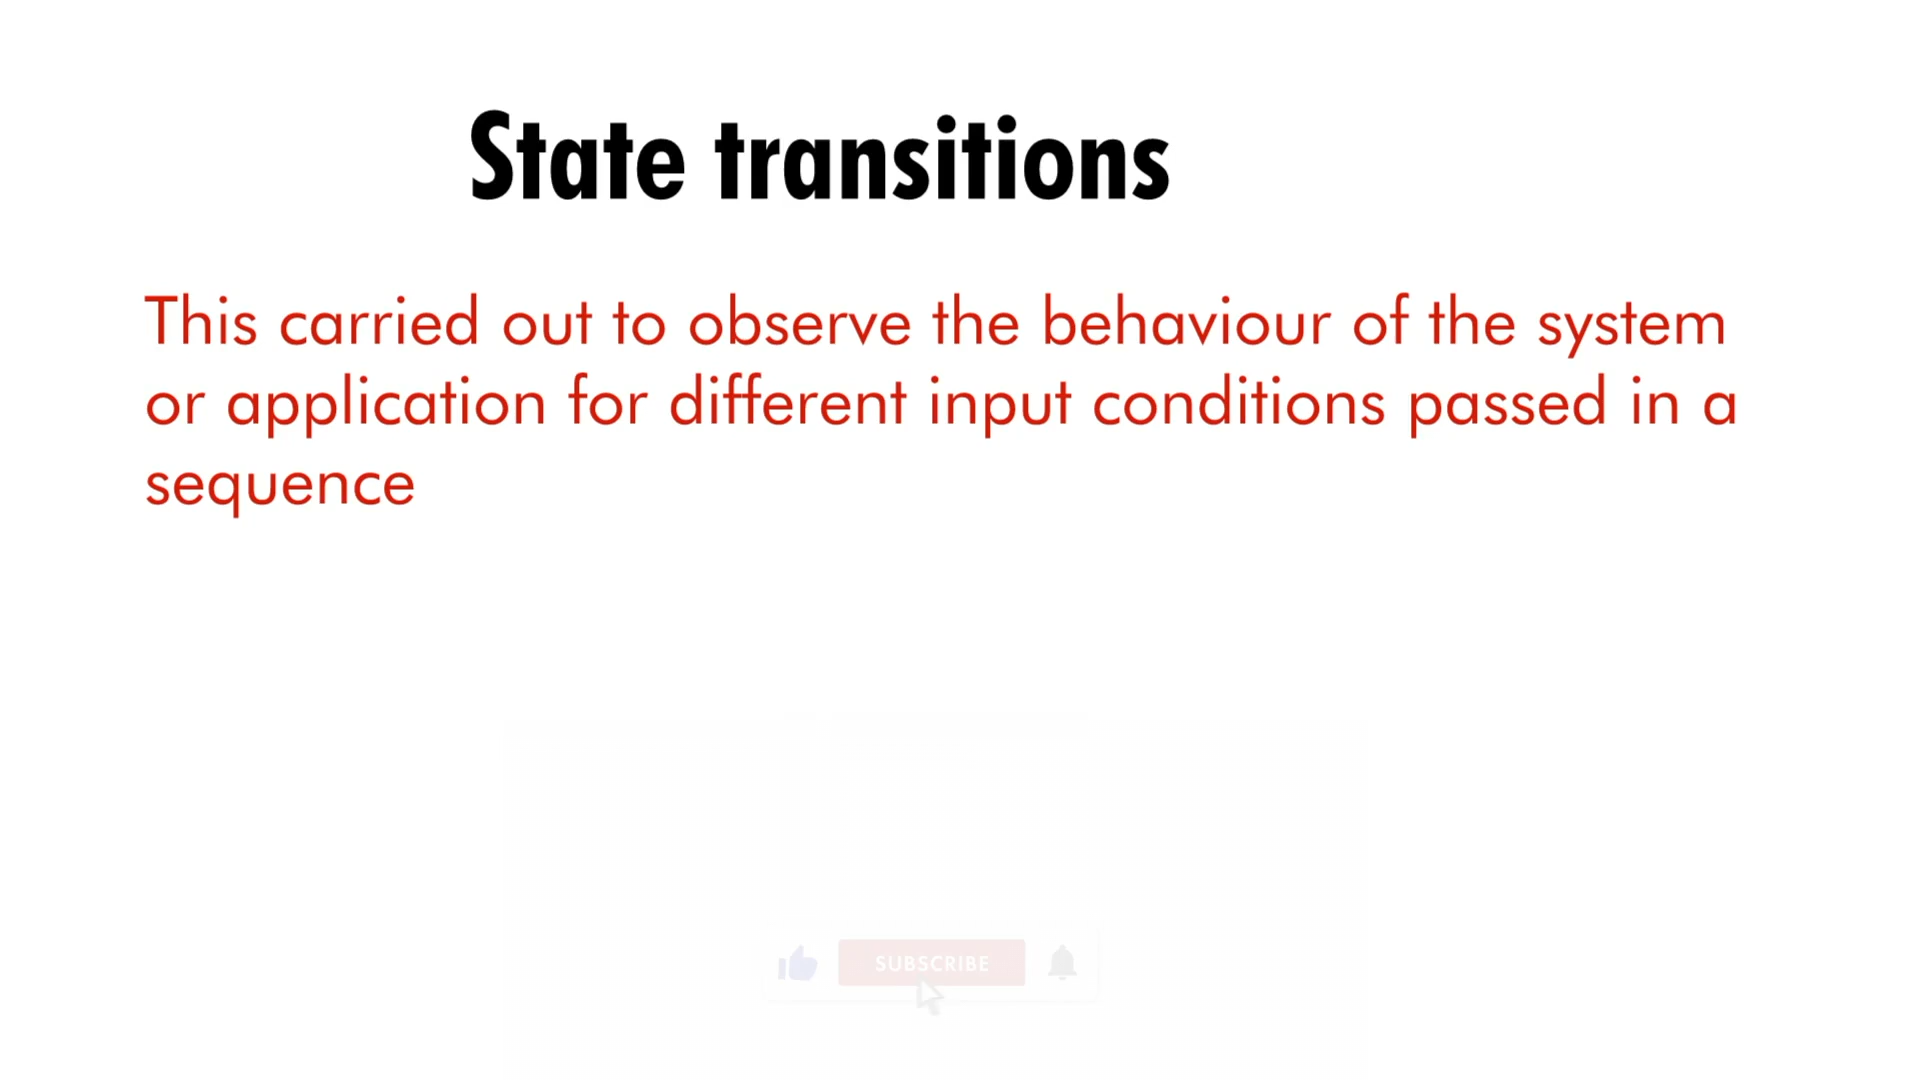 State transitions
This carried out to observe the behaviour of the system
or application for different input conditions passed in a
sequence
SUBSCRIBE